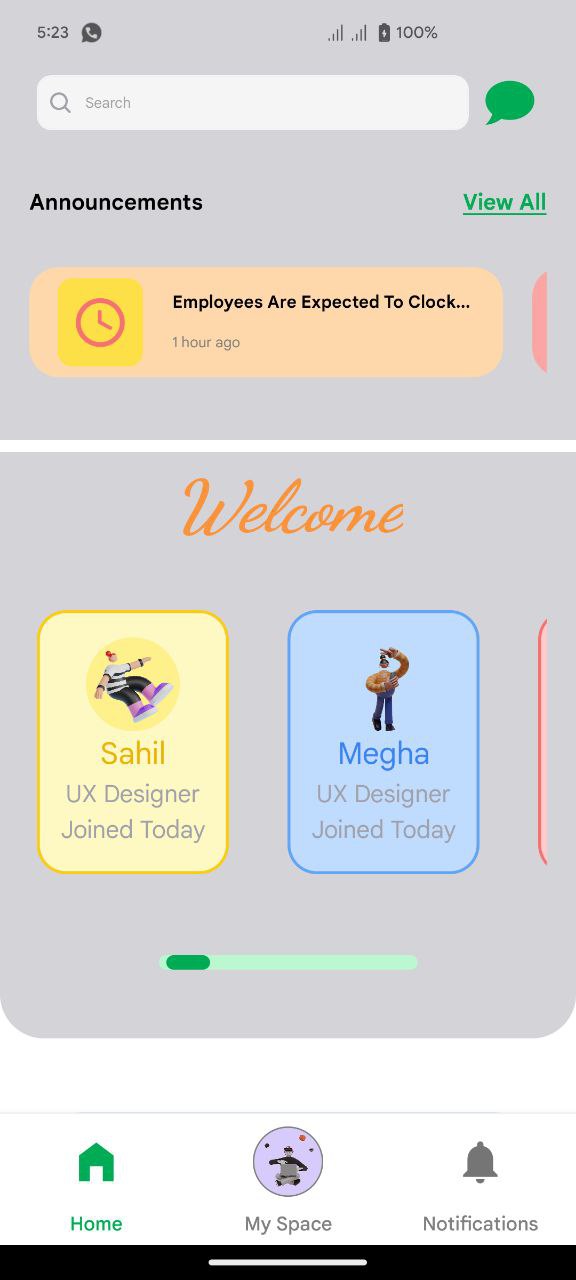 5:23 100%
Search
Announcements View All
Employees Are Expected To Clock...
1 hour ago
Welcome
Sahil
UX Designer
Joined Today
Megha
UX Designer
Joined Today
Home My Space Notifications